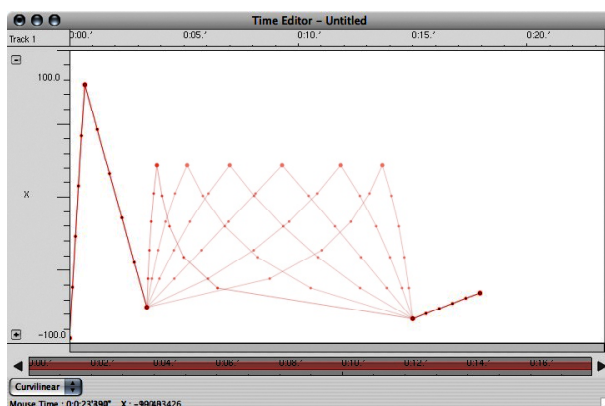 Time Editor – Untitled
Track 1 0:00.' 0:05.' 0:10.' 0:15.' 0:20.'
100.0
X
-100.0
0:00.' 0:02.' 0:04.' 0:06.' 0:08.' 0:10.' 0:12.' 0:14.' 0:16.'
Curvilinear
Mouse Time : X :